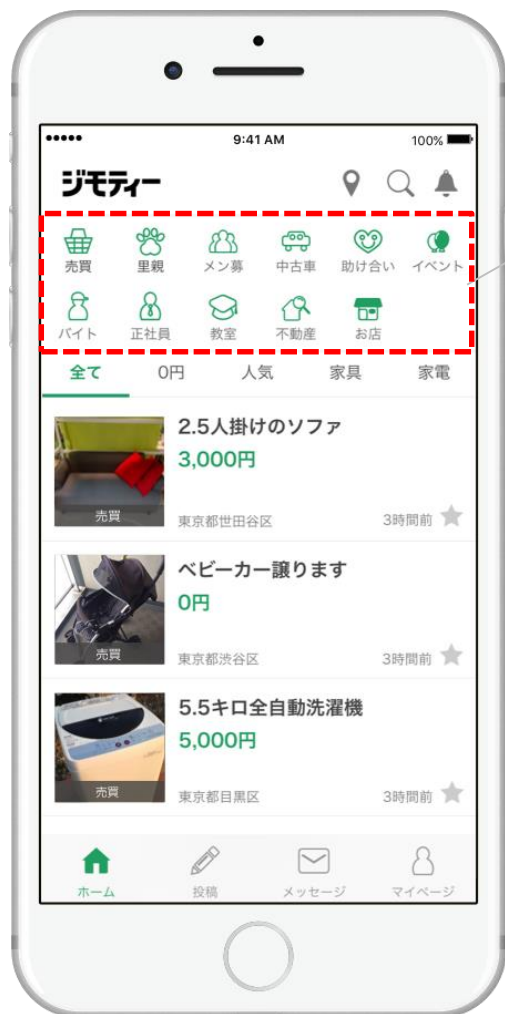 9:41 AM 100%
ジモティー
売買 里親 メン募 中古車 助け合い イベント
バイト 正社員 教室 不動産 お店
全て 0円 人気 家具 家電
2.5人掛けのソファ
3,000円
売買
東京都世田谷区 3時間前
ベビーカー譲ります
0円
売買
東京都渋谷区 3時間前
5.5キロ全自動洗濯機
5,000円
売買
東京都目黒区 3時間前
ホーム 投稿 メッセージ マイページ